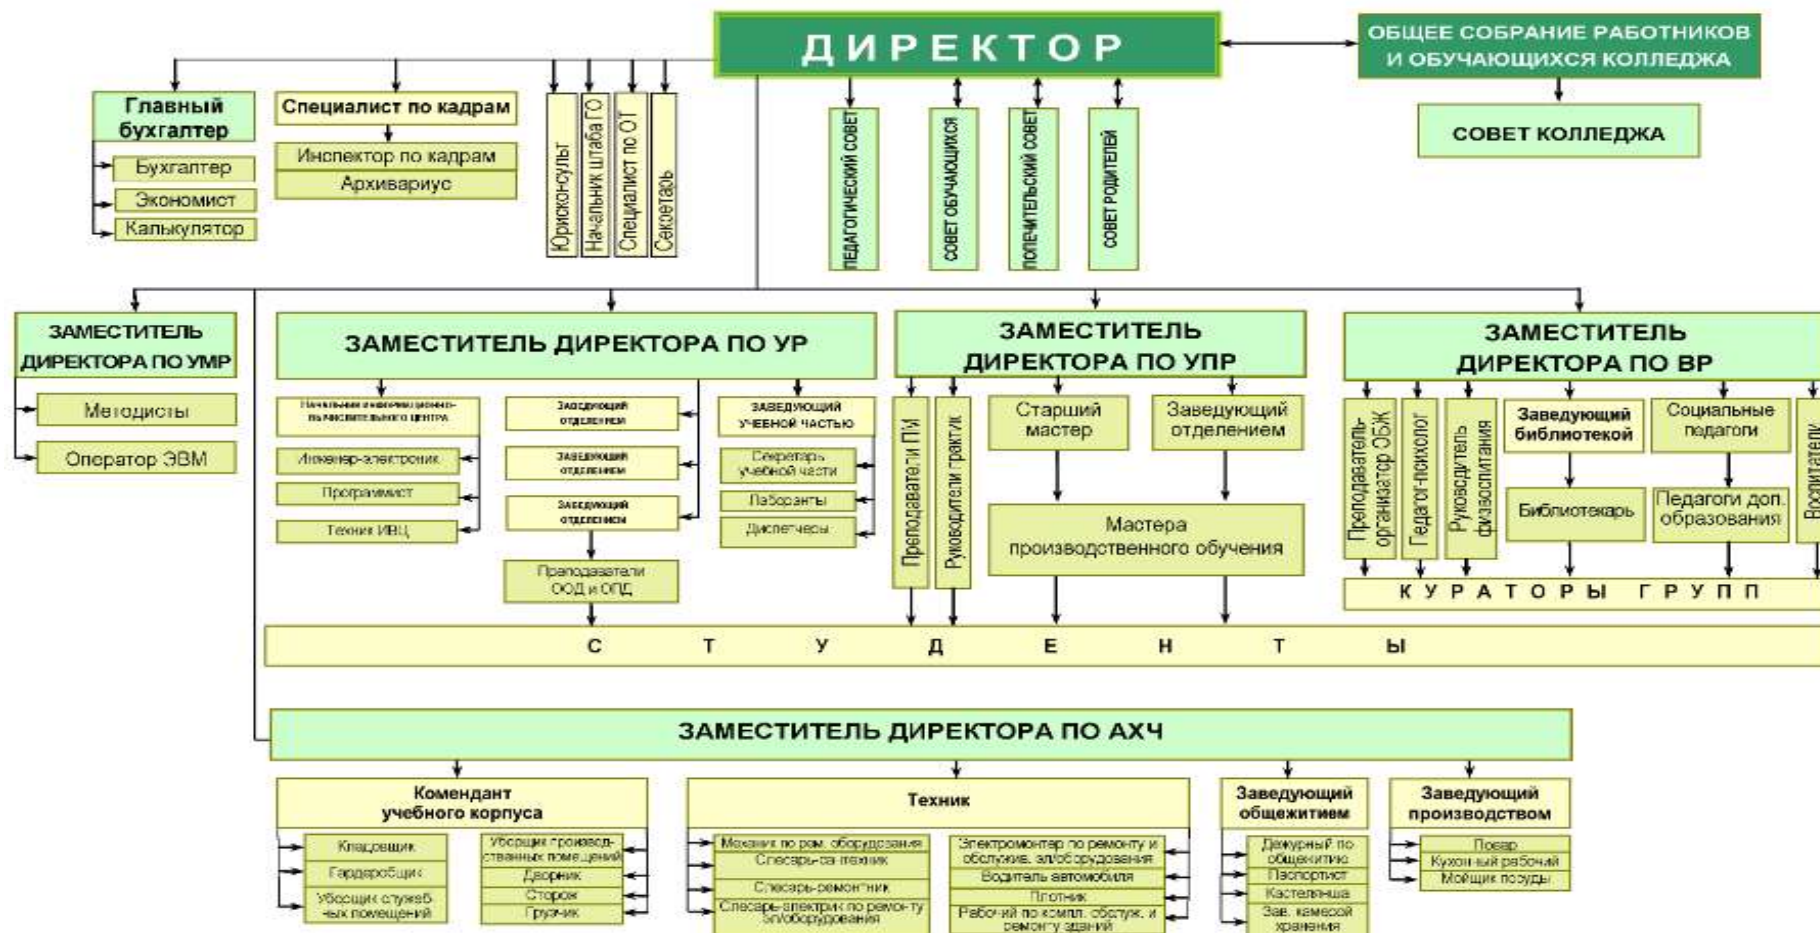 ДИРЕКТОР
ОБЩЕЕ СОБРАНИЕ РАБОТНИКОВ
И ОБУЧАЮЩИХСЯ КОЛЛЕДЖА
СОВЕТ КОЛЛЕДЖА
Главный
бухгалтер
Бухгалтер
Экономист
Калькулятор
Специалист по кадрам
Инспектор по кадрам
Архивариус
Юрисконсульт
Начальник штаба ГО
Специалист по ОТ
Секретарь
ПЕДАГОГИЧЕСКИЙ СОВЕТ
СОВЕТ ОБУЧАЮЩИХСЯ
ПОПЕЧИТЕЛЬСКИЙ СОВЕТ
СОВЕТ РОДИТЕЛЕЙ
ЗАМЕСТИТЕЛЬ
ДИРЕКТОРА ПО УМР
Методисты
Оператор ЭВМ
ЗАМЕСТИТЕЛЬ ДИРЕКТОРА ПО УР
НАЧАЛЬНИК ИНФОРМАЦИОННО-
ВЫЧИСЛИТЕЛЬНОГО ЦЕНТРА
Инженер-электроник
Программист
Техник ИВЦ
ЗАВЕДУЮЩИЙ
ОТДЕЛЕНИЕМ
ЗАВЕДУЮЩИЙ
ОТДЕЛЕНИЕМ
ЗАВЕДУЮЩИЙ
ОТДЕЛЕНИЕМ
Преподаватели
ООД и ОПД
ЗАВЕДУЮЩИЙ
УЧЕБНОЙ ЧАСТЬЮ
Секретарь
учебной части
Лаборанты
Диспетчеры
ЗАМЕСТИТЕЛЬ
ДИРЕКТОРА ПО УПР
Преподаватели ПМ
Руководители практик
Старший
мастер
Заведующий
отделением
Мастера
производственного обучения
ЗАМЕСТИТЕЛЬ
ДИРЕКТОРА ПО ВР
Преподаватель-
организатор ОБЖ
Педагог-психолог
Руководитель
физвоспитания
Заведующий
библиотекой
Библиотекарь
Социальные
педагоги
Педагоги доп.
образования
Воспитатели
КУРАТОРЫ ГРУПП
СТУДЕНТЫ
ЗАМЕСТИТЕЛЬ ДИРЕКТОРА ПО АХЧ
Комендант
учебного корпуса
Кладовщик
Гардеробщик
Уборщик служеб-
ных помещений
Уборщик производ-
ственных помещений
Дворник
Сторож
Грузчик
Техник
Механик по рем. оборудования
Слесарь-сантехник
Слесарь-ремонтник
Слесарь-электрик по ремонту
эл/оборудования
Электромонтер по ремонту и
обслужив. эл/оборудования
Водитель автомобиля
Плотник
Рабочий по компл. обслуж. и
ремонту зданий
Заведующий
общежитием
Дежурный по
общежитию
Паспортист
Кастелянша
Зав. камерой
хранения
Заведующий
производством
Повар
Кухонный рабочий
Мойщик посуды